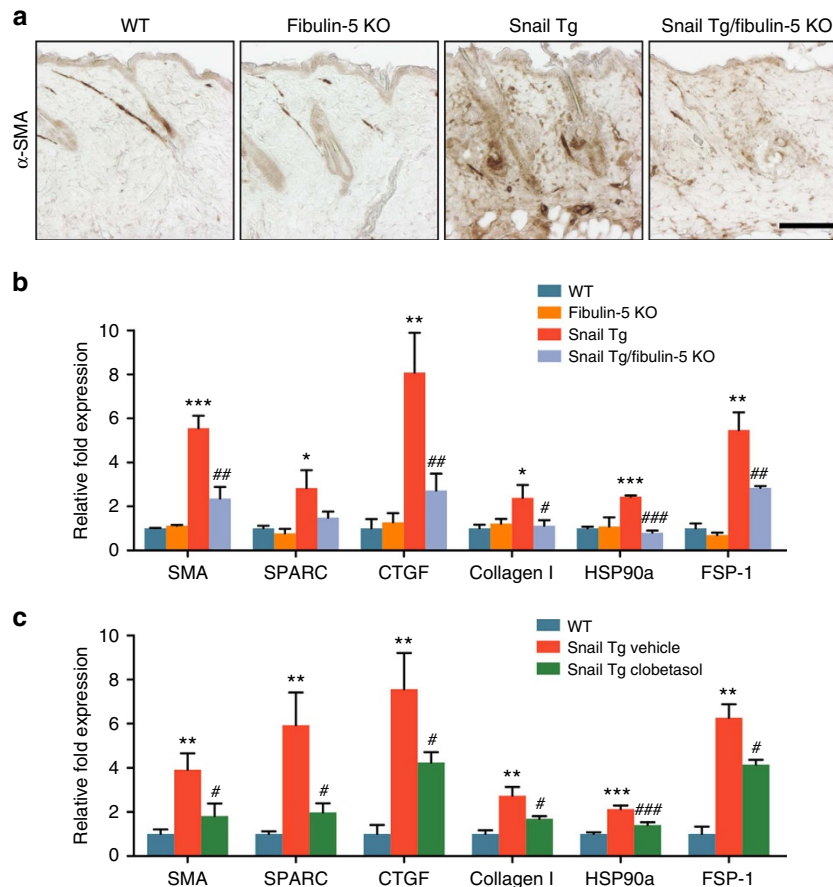 a
WT Fibulin-5 KO Snail Tg Snail Tg/fibulin-5 KO
α-SMA
b
WT
Fibulin-5 KO
Snail Tg
Snail Tg/fibulin-5 KO
Relative fold expression
10
8
6
4
2
0
*** ## * ** ## * # *** ### ** ##
SMA SPARC CTGF Collagen I HSP90a FSP-1
c
WT
Snail Tg vehicle
Snail Tg clobetasol
Relative fold expression
10
8
6
4
2
0
** # ** # ** # ** # *** ### ** #
SMA SPARC CTGF Collagen I HSP90a FSP-1